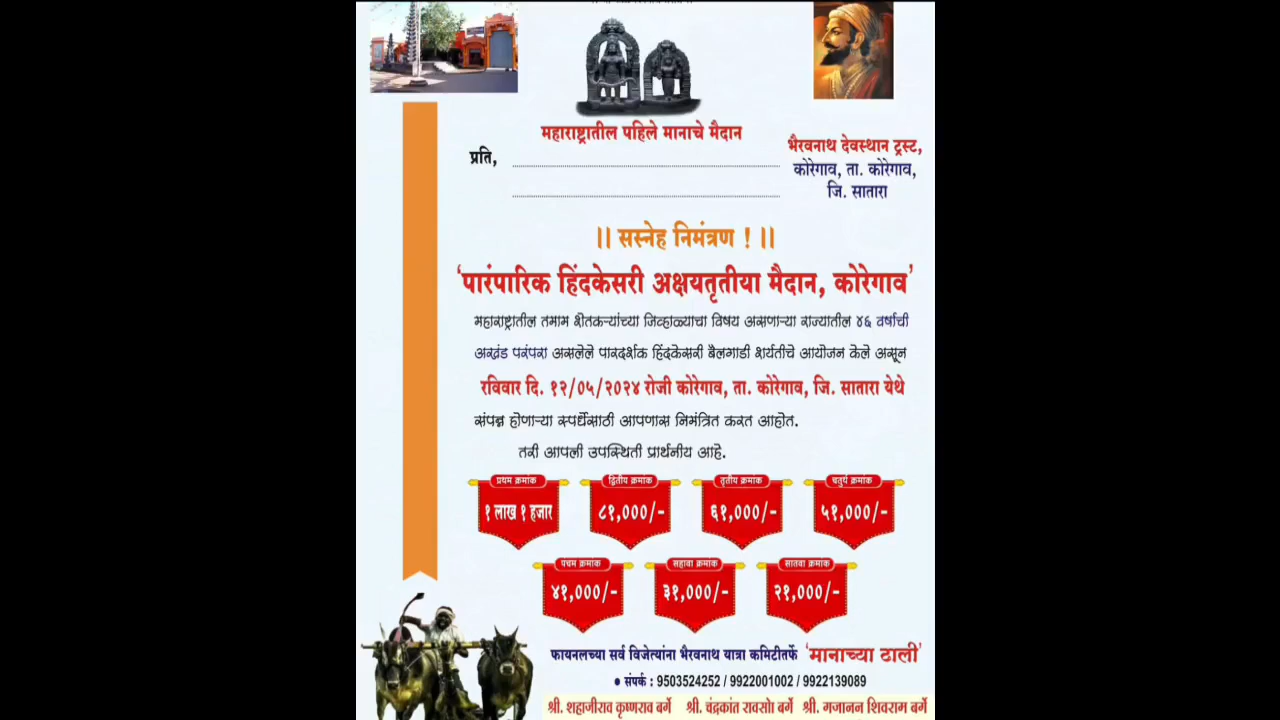 महाराष्ट्रातील पहिले मानाचे मैदान
प्रति,
भैरवनाथ देवस्थान ट्रस्ट,
कोरेगाव, ता. कोरेगाव,
जि. सातारा
|| सस्नेह निमंत्रण ! ||
'पारंपारिक हिंदकेसरी अक्षयतृतीया मैदान, कोरेगाव'
महाराष्ट्रातील तमाम शेतकऱ्यांच्या जिव्हाळ्याचा विषय असणाऱ्या राज्यातील ४६ वर्षाची
अखंड परंपरा असलेले पारदर्शक हिंदकेसरी बैलगाडी शर्यतीचे आयोजन केले असून
रविवार दि. १२/०५/२०२४ रोजी कोरेगाव, ता. कोरेगाव, जि. सातारा येथे
संपन्न होणाऱ्या स्पर्धेसाठी आपणास निमंत्रित करत आहोत.
तरी आपली उपस्थिती प्रार्थनीय आहे.
प्रथम क्रमांक द्वितीय क्रमांक तृतीय क्रमांक चतुर्थ क्रमांक
१ लाख १ हजार ८१,०००/- ६१,०००/- ५१,०००/-
पंचम क्रमांक सहावा क्रमांक सातवा क्रमांक
४१,०००/- ३१,०००/- २१,०००/-
फायनलच्या सर्व विजेत्यांना भैरवनाथ यात्रा कमिटीतर्फे 'मानाच्या ढाली'
• संपर्क : 9503524252 / 9922001002 / 9922139089
श्री. शहाजीराव कृष्णराव बर्गे श्री. चंद्रकांत रावसो बर्गे श्री. गजानन शिवराम बर्गे